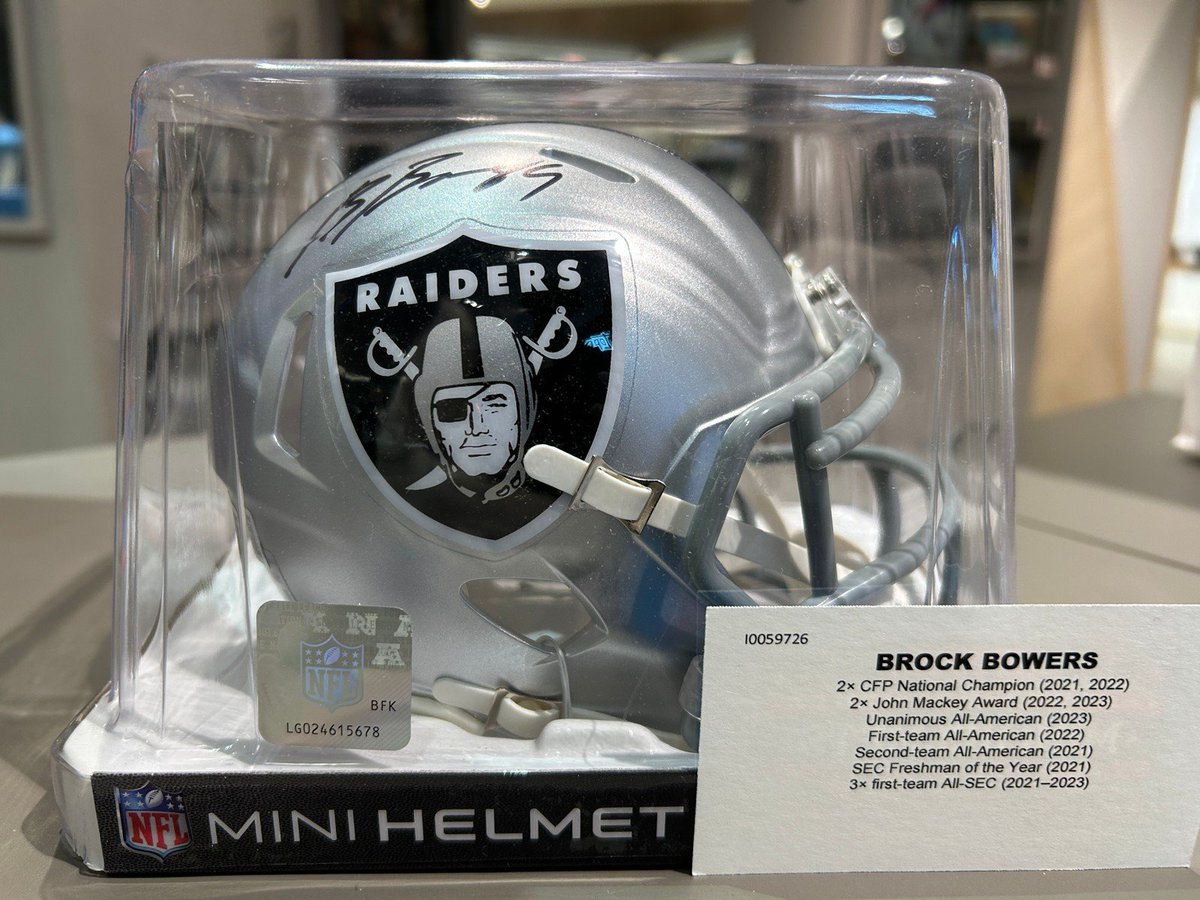 RAIDERS
NFL
BFK
LG024615678
NFL
MINI HELMET
I0059726
BROCK BOWERS
2× CFP National Champion (2021, 2022)
2× John Mackey Award (2022, 2023)
Unanimous All-American (2023)
First-team All-American (2022)
Second-team All-American (2021)
SEC Freshman of the Year (2021)
3× first-team All-SEC (2021–2023)